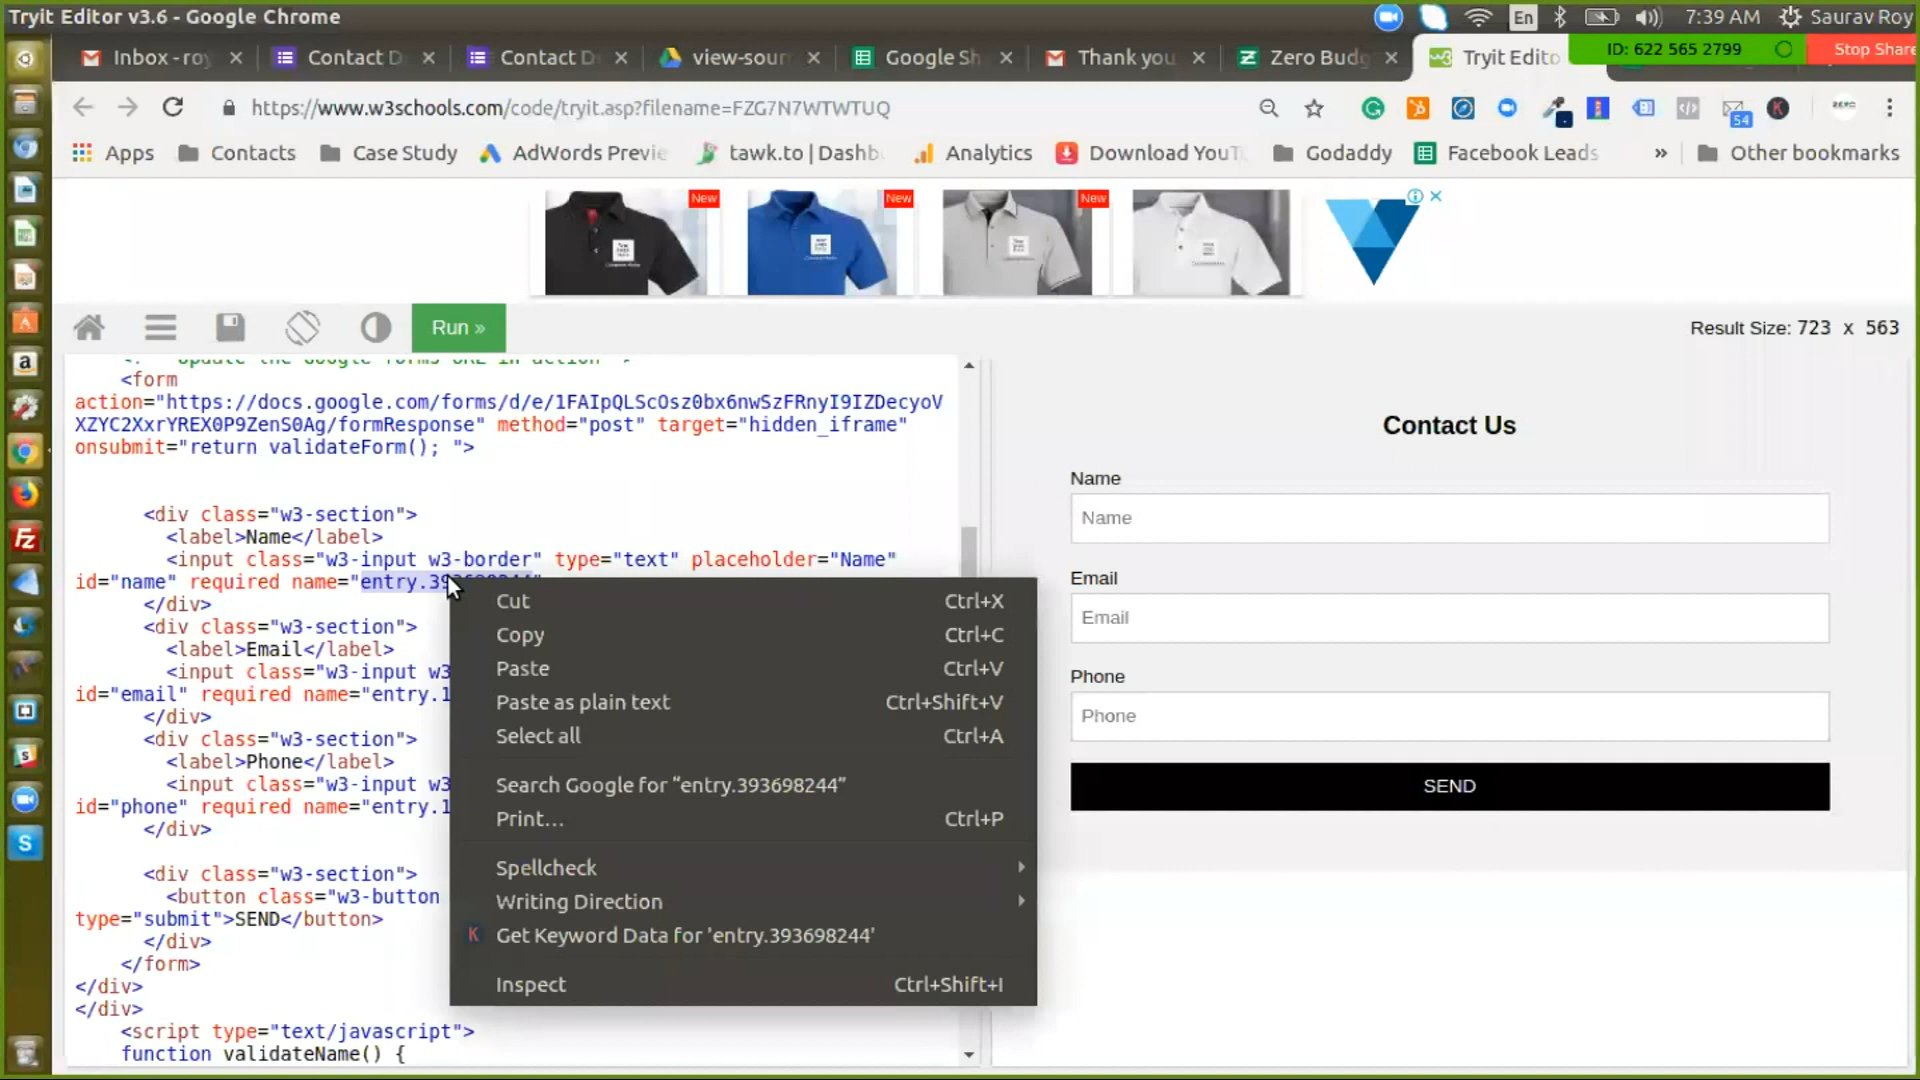 Tryit Editor v3.6 - Google Chrome
En
7:39 AM
Saurav Roy
Inbox - roy
Contact D
Contact D
view-sour
Google Sh
Thank you
Zero Budg
Tryit Edito
ID: 622 565 2799
Stop Share
https://www.w3schools.com/code/tryit.asp?filename=FZG7N7WTWTUQ
54
K
Apps
Contacts
Case Study
AdWords Previe
tawk.to | Dashb
Analytics
Download YouT
Godaddy
Facebook Leads
»
Other bookmarks
New
New
New
Run »
Result Size: 723 x 563
<form
action="https://docs.google.com/forms/d/e/1FAIpQLScOsz0bx6nwSzFRnyI9IZDecyoV
XZYC2XxrYREX0P9ZenS0Ag/formResponse" method="post" target="hidden_iframe"
onsubmit="return validateForm(); ">
<div class="w3-section">
<label>Name</label>
<input class="w3-input w3-border" type="text" placeholder="Name"
id="name" required name="entry.393698244"
</div>
<div class="w3-section">
<label>Email</label>
<input class="w3-input w3
id="email" required name="entry.1
</div>
<div class="w3-section">
<label>Phone</label>
<input class="w3-input w3
id="phone" required name="entry.1
</div>
<div class="w3-section">
<button class="w3-button
type="submit">SEND</button>
</div>
</form>
</div>
</div>
<script type="text/javascript">
function validateName() {
Cut Ctrl+X
Copy Ctrl+C
Paste Ctrl+V
Paste as plain text Ctrl+Shift+V
Select all Ctrl+A
Search Google for “entry.393698244”
Print... Ctrl+P
Spellcheck
Writing Direction
K Get Keyword Data for 'entry.393698244'
Inspect Ctrl+Shift+I
Contact Us
Name
Name
Email
Email
Phone
Phone
SEND